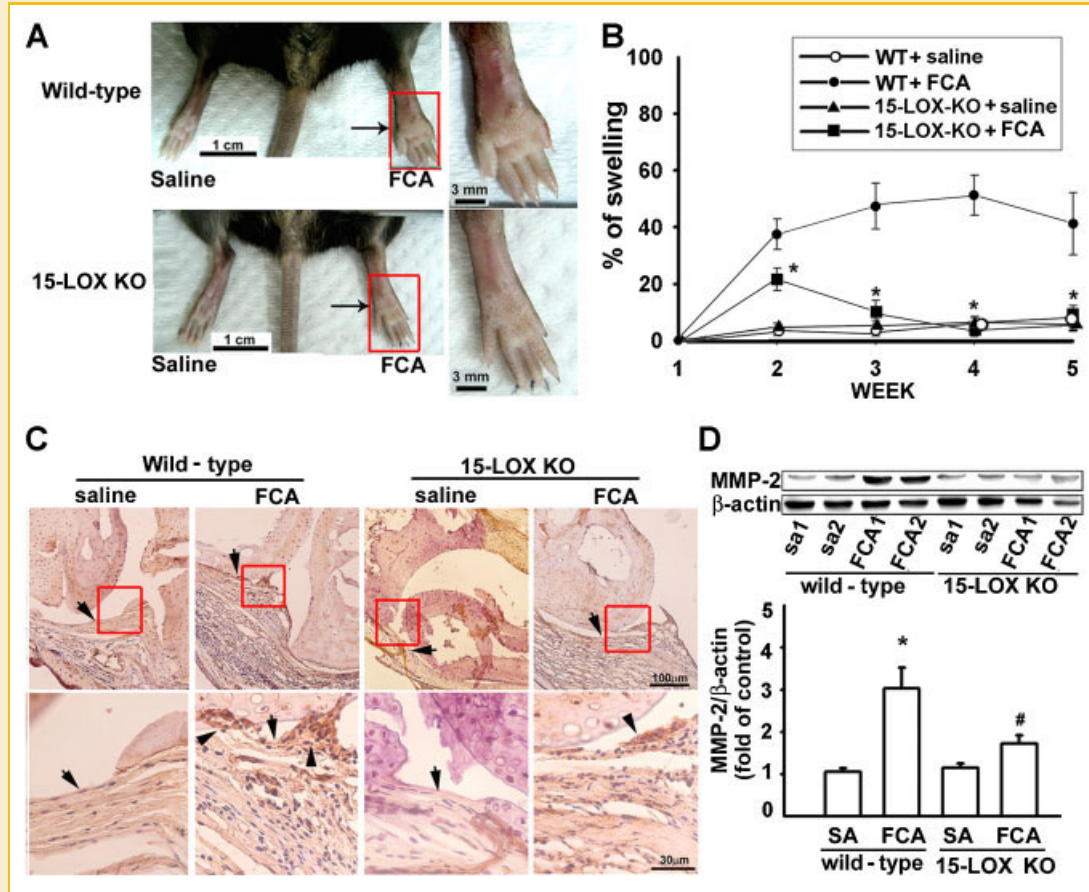 A
Wild-type
1 cm
Saline
FCA
3 mm
15-LOX KO
1 cm
Saline
FCA
3 mm
B
WT+ saline
WT+ FCA
15-LOX-KO + saline
15-LOX-KO + FCA
% of swelling
100
80
60
40
20
0
*
*
*
*
1 2 3 4 5
WEEK
C
Wild - type
15-LOX KO
saline FCA saline FCA
100μm
30μm
D
MMP-2
β-actin
sa1 sa2 FCA1 FCA2 sa1 sa2 FCA1 FCA2
wild - type 15-LOX KO
MMP-2/β-actin
(fold of control)
5
4
3
2
1
0
*
#
SA FCA SA FCA
wild - type 15-LOX KO